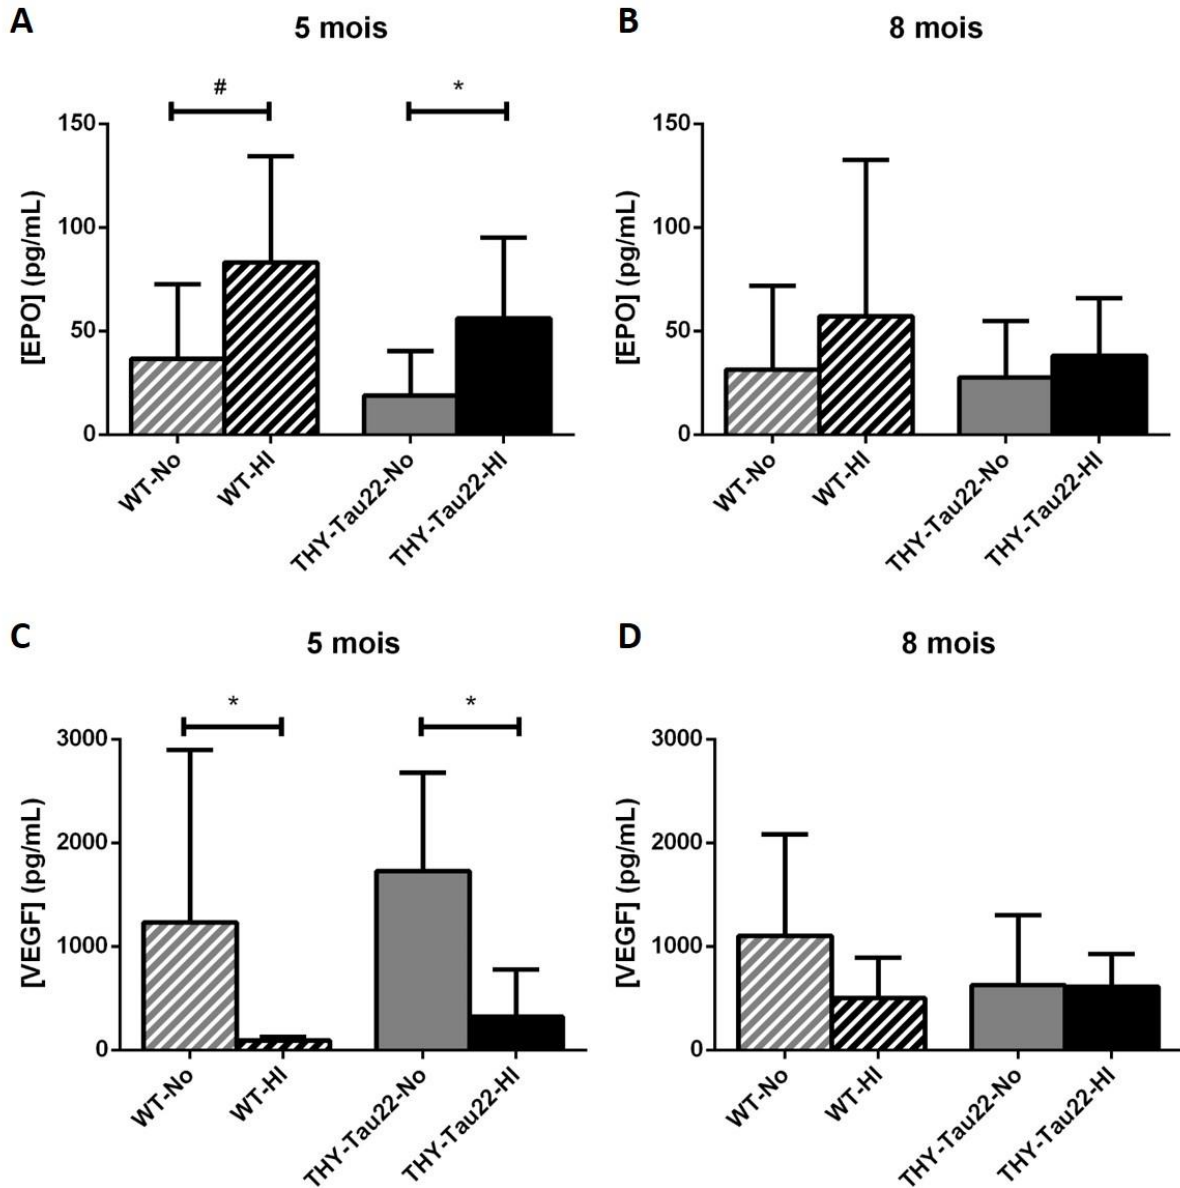 A
5 mois
#
*
150
100
50
0
[EPO] (pg/mL)
WT-No
WT-HI
THY-Tau22-No
THY-Tau22-HI
B
8 mois
150
100
50
0
[EPO] (pg/mL)
WT-No
WT-HI
THY-Tau22-No
THY-Tau22-HI
C
5 mois
*
*
3000
2000
1000
0
[VEGF] (pg/mL)
WT-No
WT-HI
THY-Tau22-No
THY-Tau22-HI
D
8 mois
3000
2000
1000
0
[VEGF] (pg/mL)
WT-No
WT-HI
THY-Tau22-No
THY-Tau22-HI